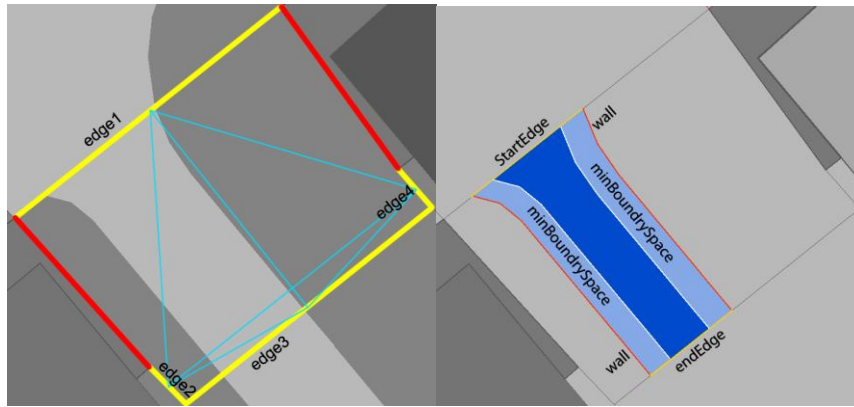 edge1
edge4
edge3
edge2
StartEdge
wall
minBoundrySpace
minBoundrySpace
wall
endEdge